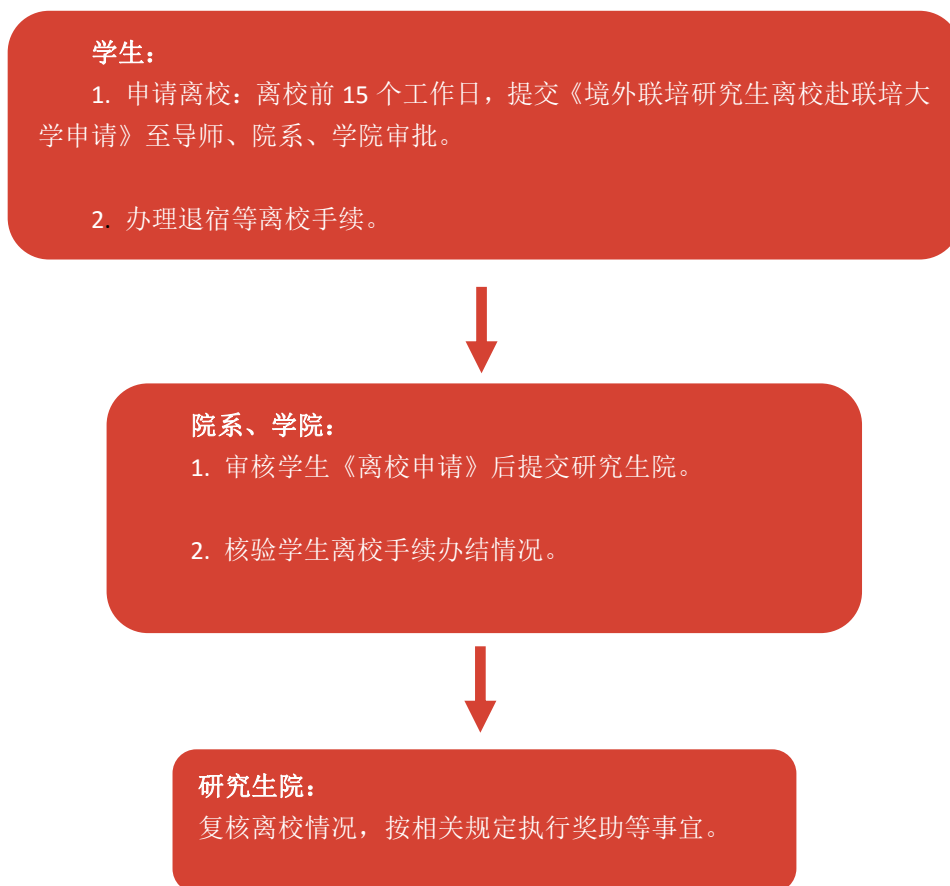 学生：
1. 申请离校：离校前 15 个工作日，提交《境外联培研究生离校赴联培大
学申请》至导师、院系、学院审批。
2. 办理退宿等离校手续。
院系、学院：
1. 审核学生《离校申请》后提交研究生院。
2. 核验学生离校手续办结情况。
研究生院：
复核离校情况，按相关规定执行奖助等事宜。